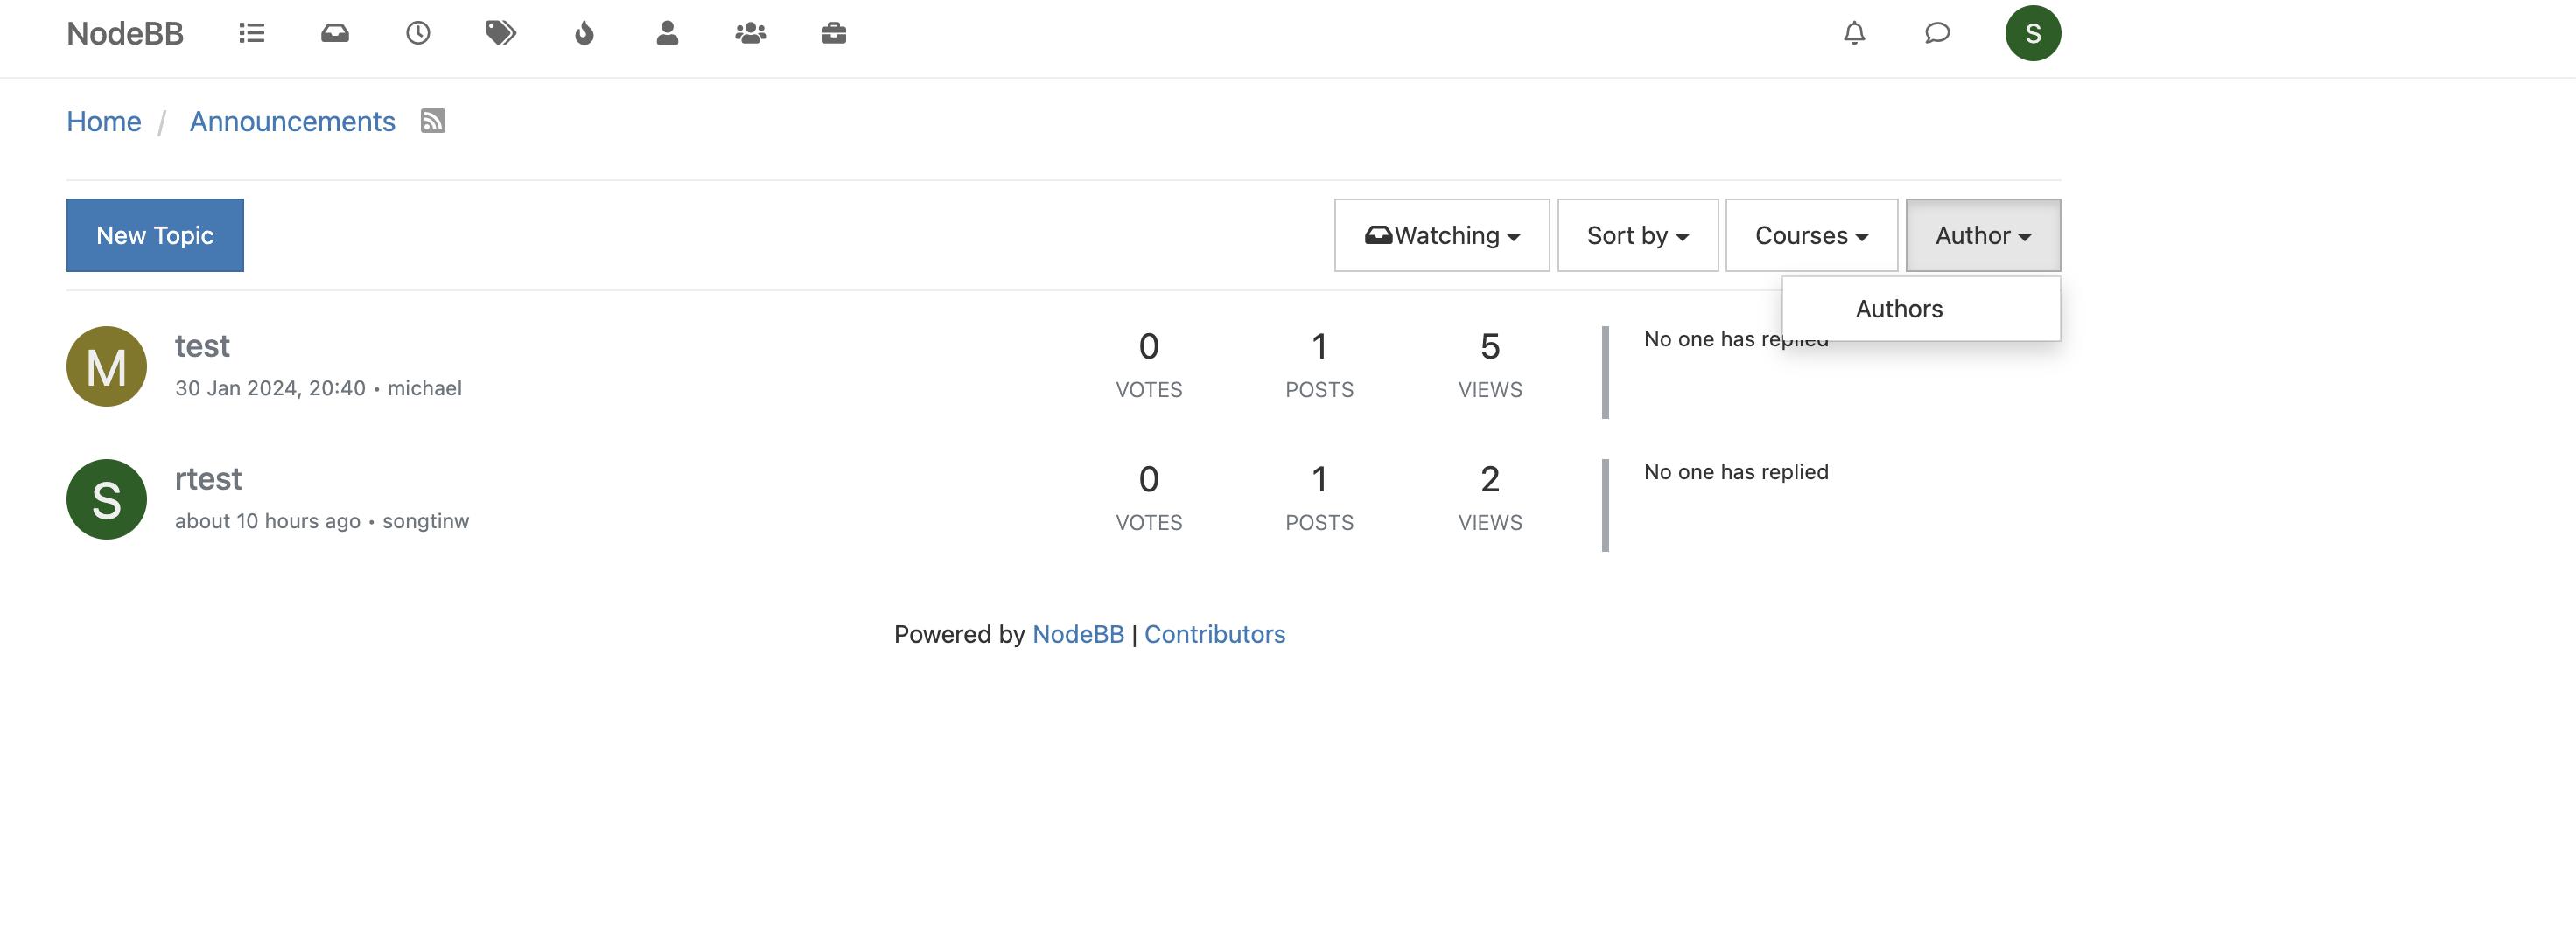 NodeBB
S
Home / Announcements
New Topic
Watching
Sort by
Courses
Author
Authors
M
test
30 Jan 2024, 20:40 • michael
0
VOTES
1
POSTS
5
VIEWS
No one has replied
S
rtest
about 10 hours ago • songtinw
0
VOTES
1
POSTS
2
VIEWS
No one has replied
Powered by NodeBB | Contributors